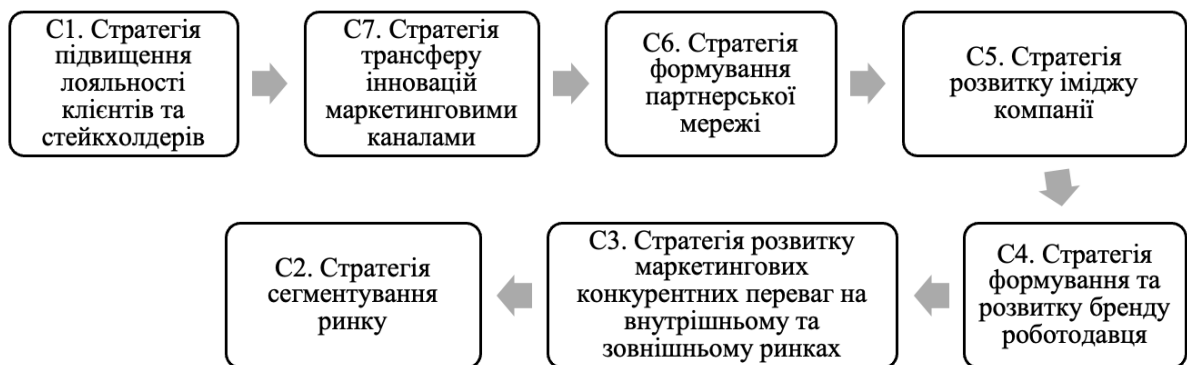 С1. Стратегія
підвищення
лояльності
клієнтів та
стейкхолдерів
С7. Стратегія
трансферу
інновацій
маркетинговими
каналами
С6. Стратегія
формування
партнерської
мережі
С5. Стратегія
розвитку іміджу
компанії
С2. Стратегія
сегментування
ринку
С3. Стратегія розвитку
маркетингових
конкурентних переваг на
внутрішньому та
зовнішньому ринках
С4. Стратегія
формування та
розвитку бренду
роботодавця